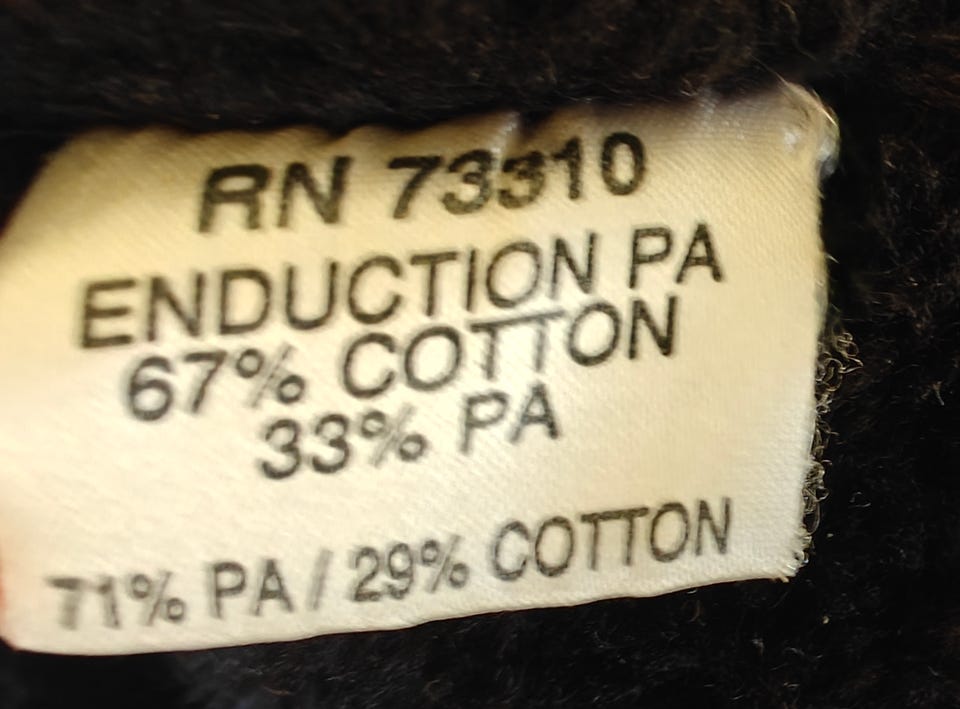 RN 73310
ENDUCTION PA
67% COTTON
33% PA
71% PA / 29% COTTON